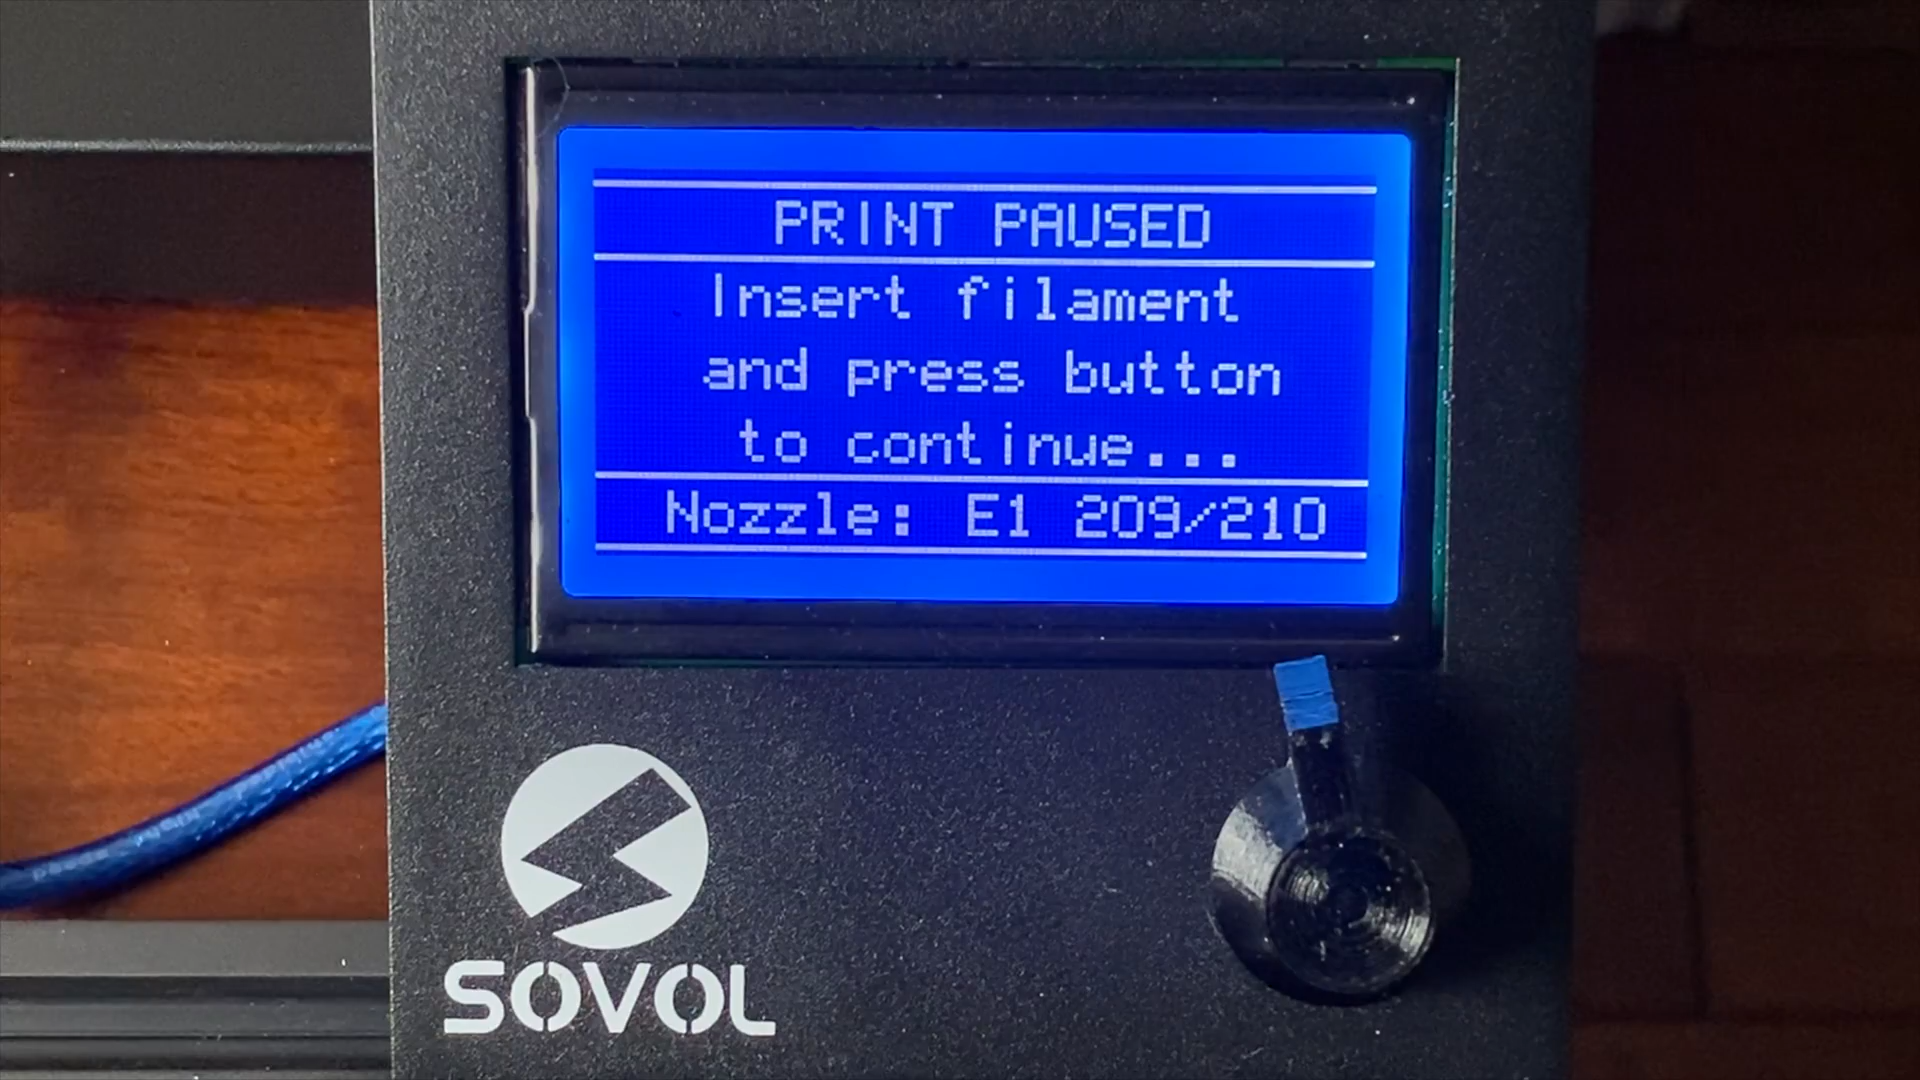 PRINT PAUSED
Insert filament
and press button
to continue...
Nozzle: E1 209/210
SOVOL